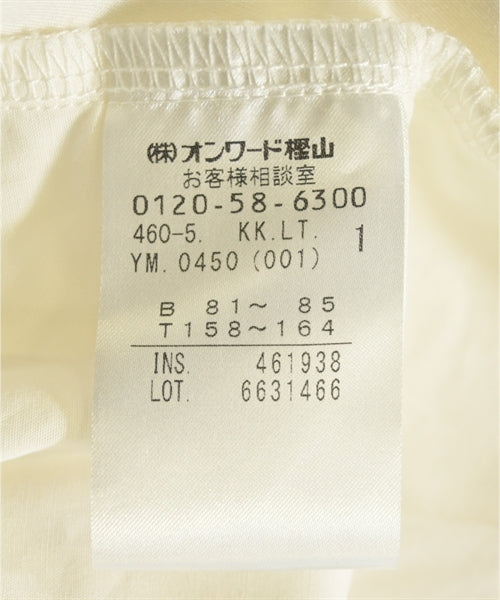 ㈱オンワード樫山
お客様相談室
0120-58-6300
460-5. KK.LT. 1
YM.0450(001)
B 81〜 85
T158〜164
INS. 461938
LOT. 6631466